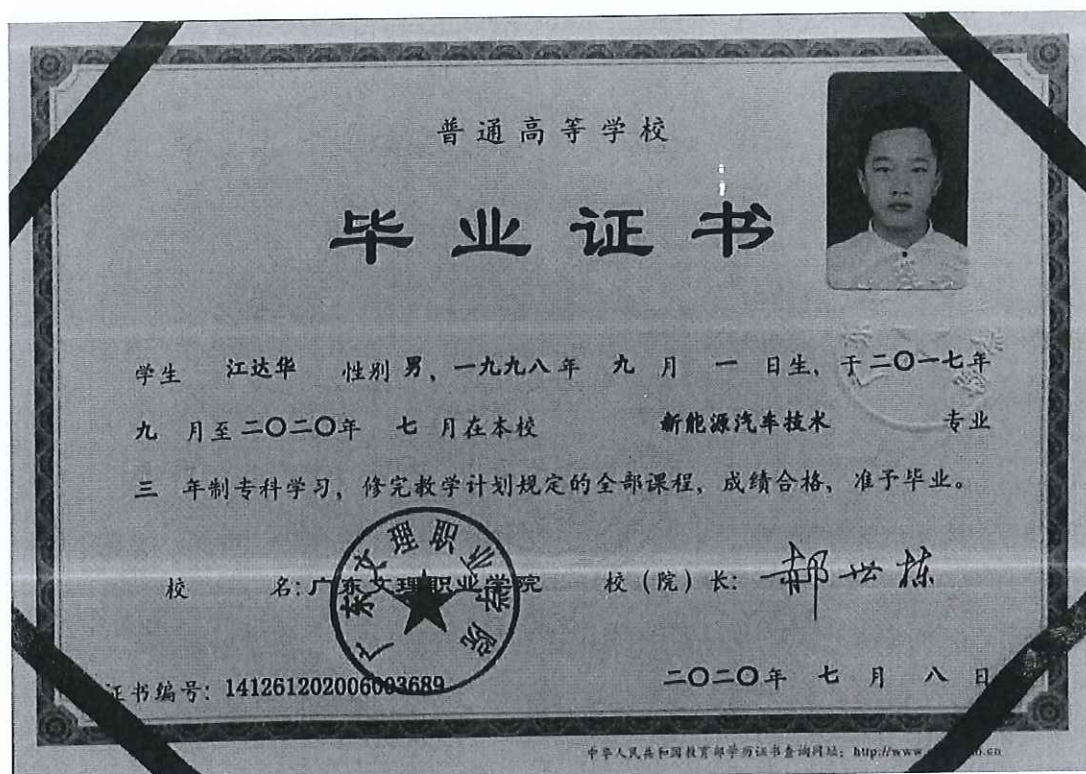 普通高等学校
毕业证书
学生 江达华 性别 男，一九九八年 九 月 一 日生，于二〇一七年
九 月至二〇二〇年 七 月在本校 新能源汽车技术 专业
三 年制专科学习，修完教学计划规定的全部课程，成绩合格，准予毕业。
校 名：广东文理职业学院 校（院）长：郝世栋
广东文理职业学院
证书编号：141261202006003689 二〇二〇年 七 月 八 日
中华人民共和国教育部学历证书查询网址：http://www